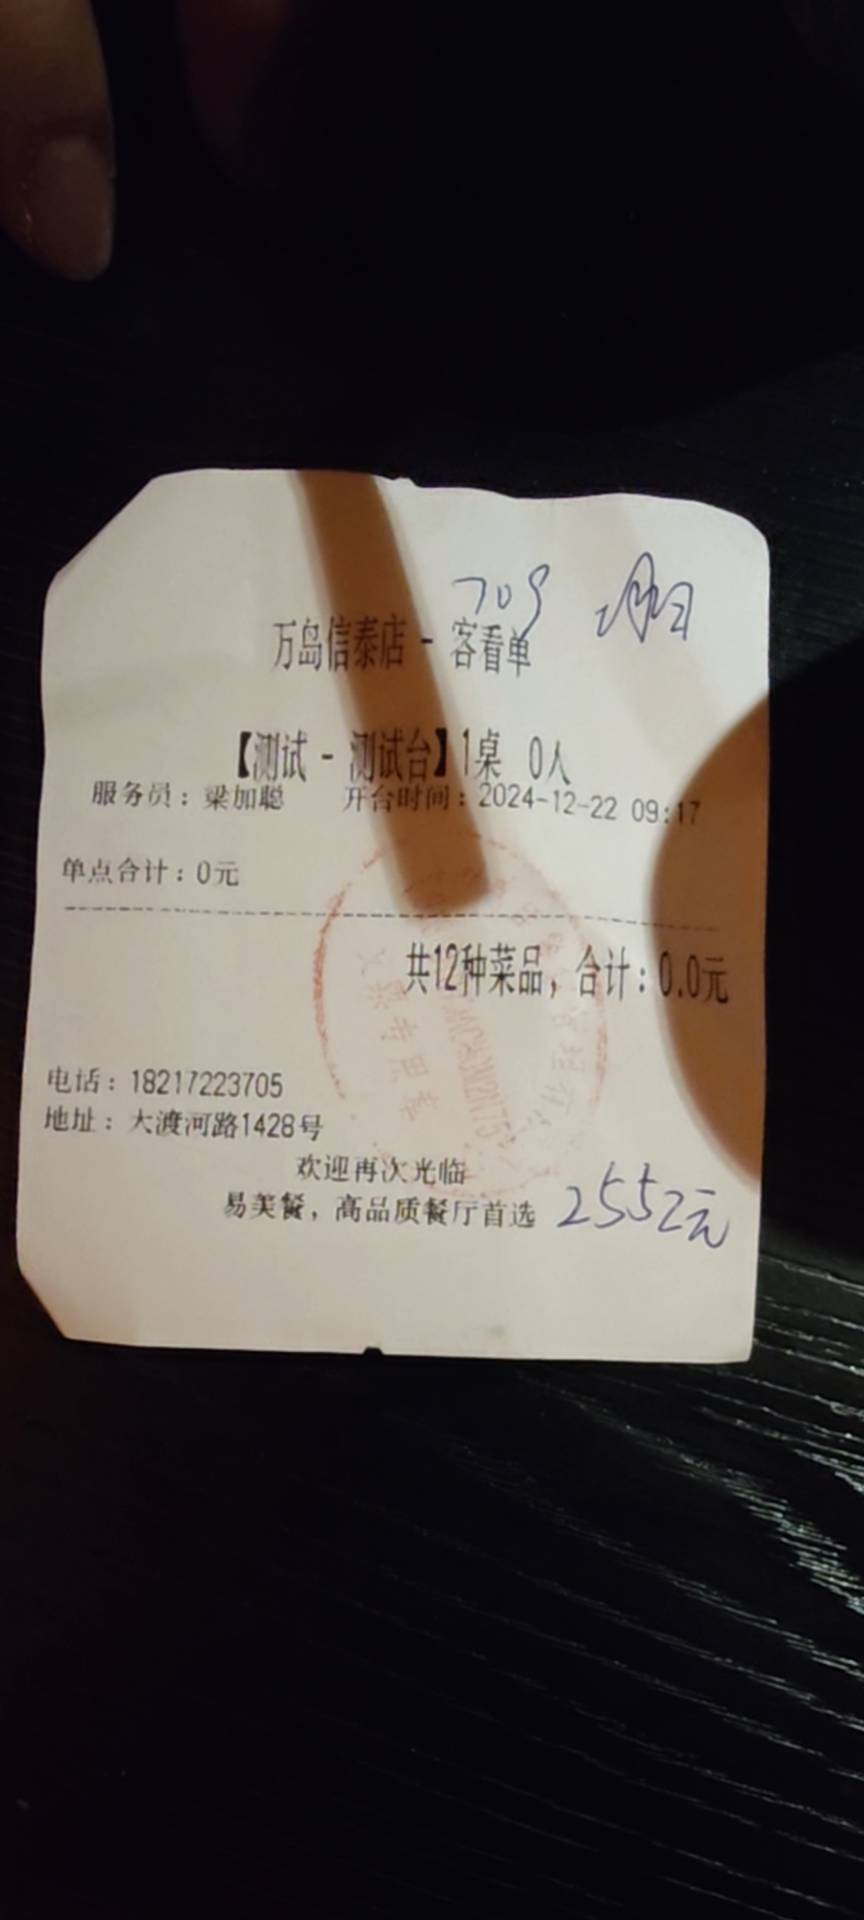 709
万岛信泰店 - 客看单
【测试 - 测试台】1桌 0人
服务员：梁加聪 开台时间：2024-12-22 09:17
单点合计：0元
共12种菜品，合计：0.0元
电话：18217223705
地址：大渡河路1428号
欢迎再次光临
易美餐，高品质餐厅首选
2552元